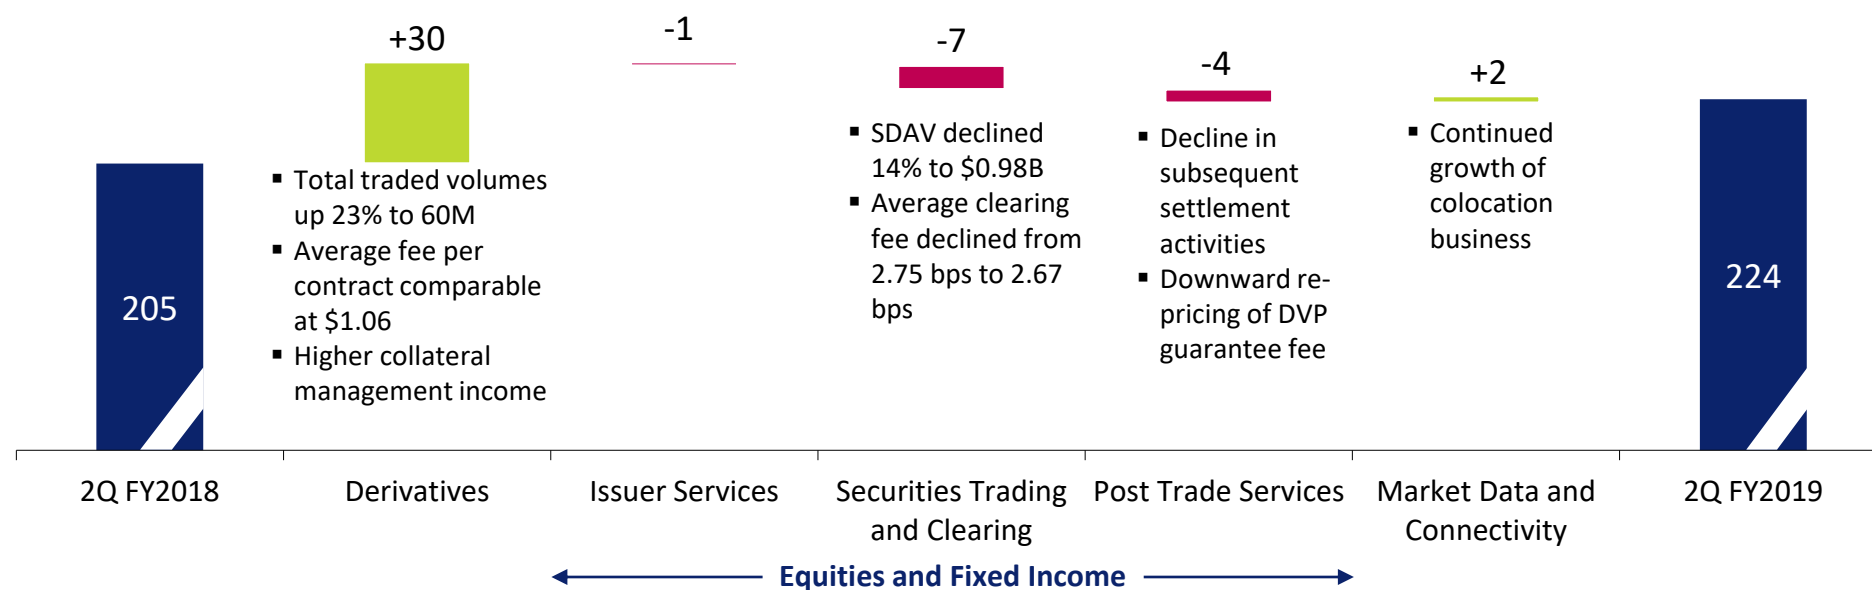 +30
-1
-7
-4
+2
205
▪ Total traded volumes
up 23% to 60M
▪ Average fee per
contract comparable
at $1.06
▪ Higher collateral
management income
▪ SDAV declined
14% to $0.98B
▪ Average clearing
fee declined from
2.75 bps to 2.67
bps
▪ Decline in
subsequent
settlement
activities
▪ Downward re-
pricing of DVP
guarantee fee
▪ Continued
growth of
colocation
business
224
2Q FY2018
Derivatives
Issuer Services
Securities Trading
and Clearing
Post Trade Services
Market Data and
Connectivity
2Q FY2019
Equities and Fixed Income